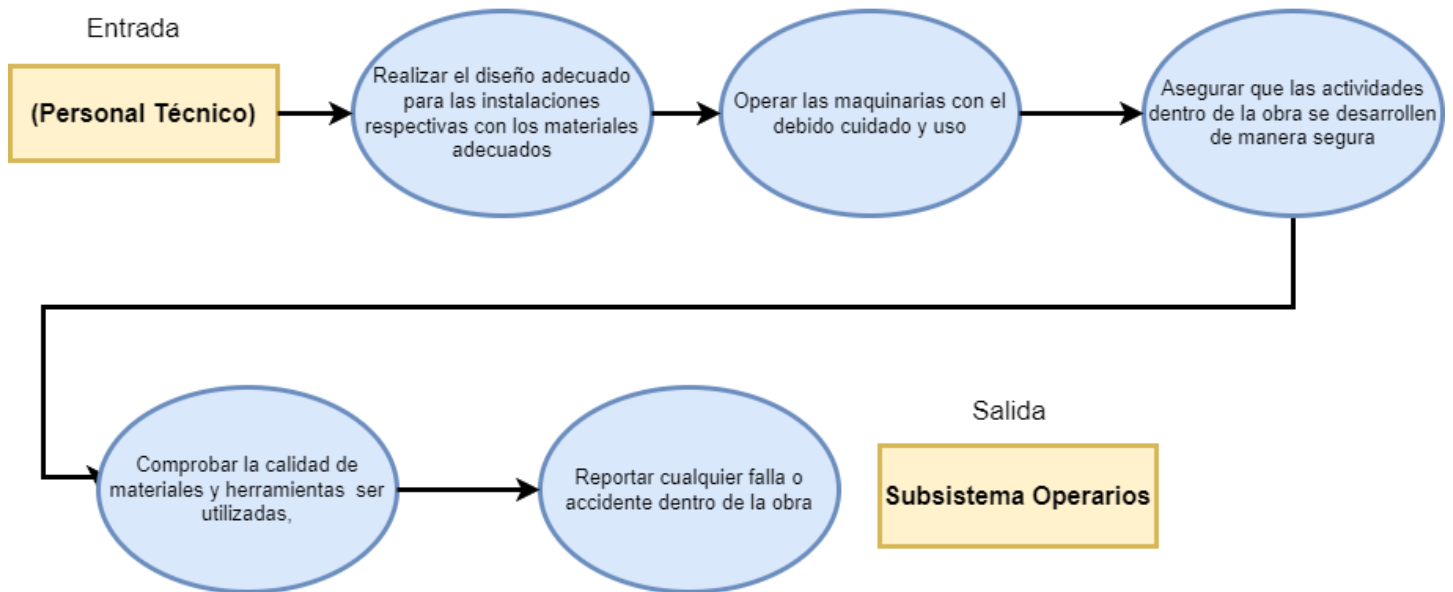 Entrada
(Personal Técnico)
Realizar el diseño adecuado
para las instalaciones
respectivas con los materiales
adecuados
Operar las maquinarias con el
debido cuidado y uso
Asegurar que las actividades
dentro de la obra se desarrollen
de manera segura
Comprobar la calidad de
materiales y herramientas ser
utilizadas,
Reportar cualquier falla o
accidente dentro de la obra
Salida
Subsistema Operarios